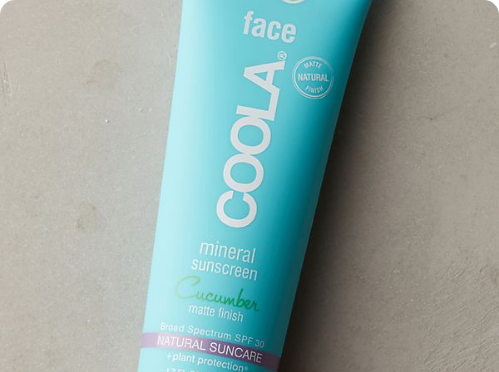 face
COOLA®
MATTE
NATURAL
FINISH
mineral
sunscreen
Cucumber
matte finish
Broad Spectrum SPF 30
NATURAL SUNCARE
+plant protection®